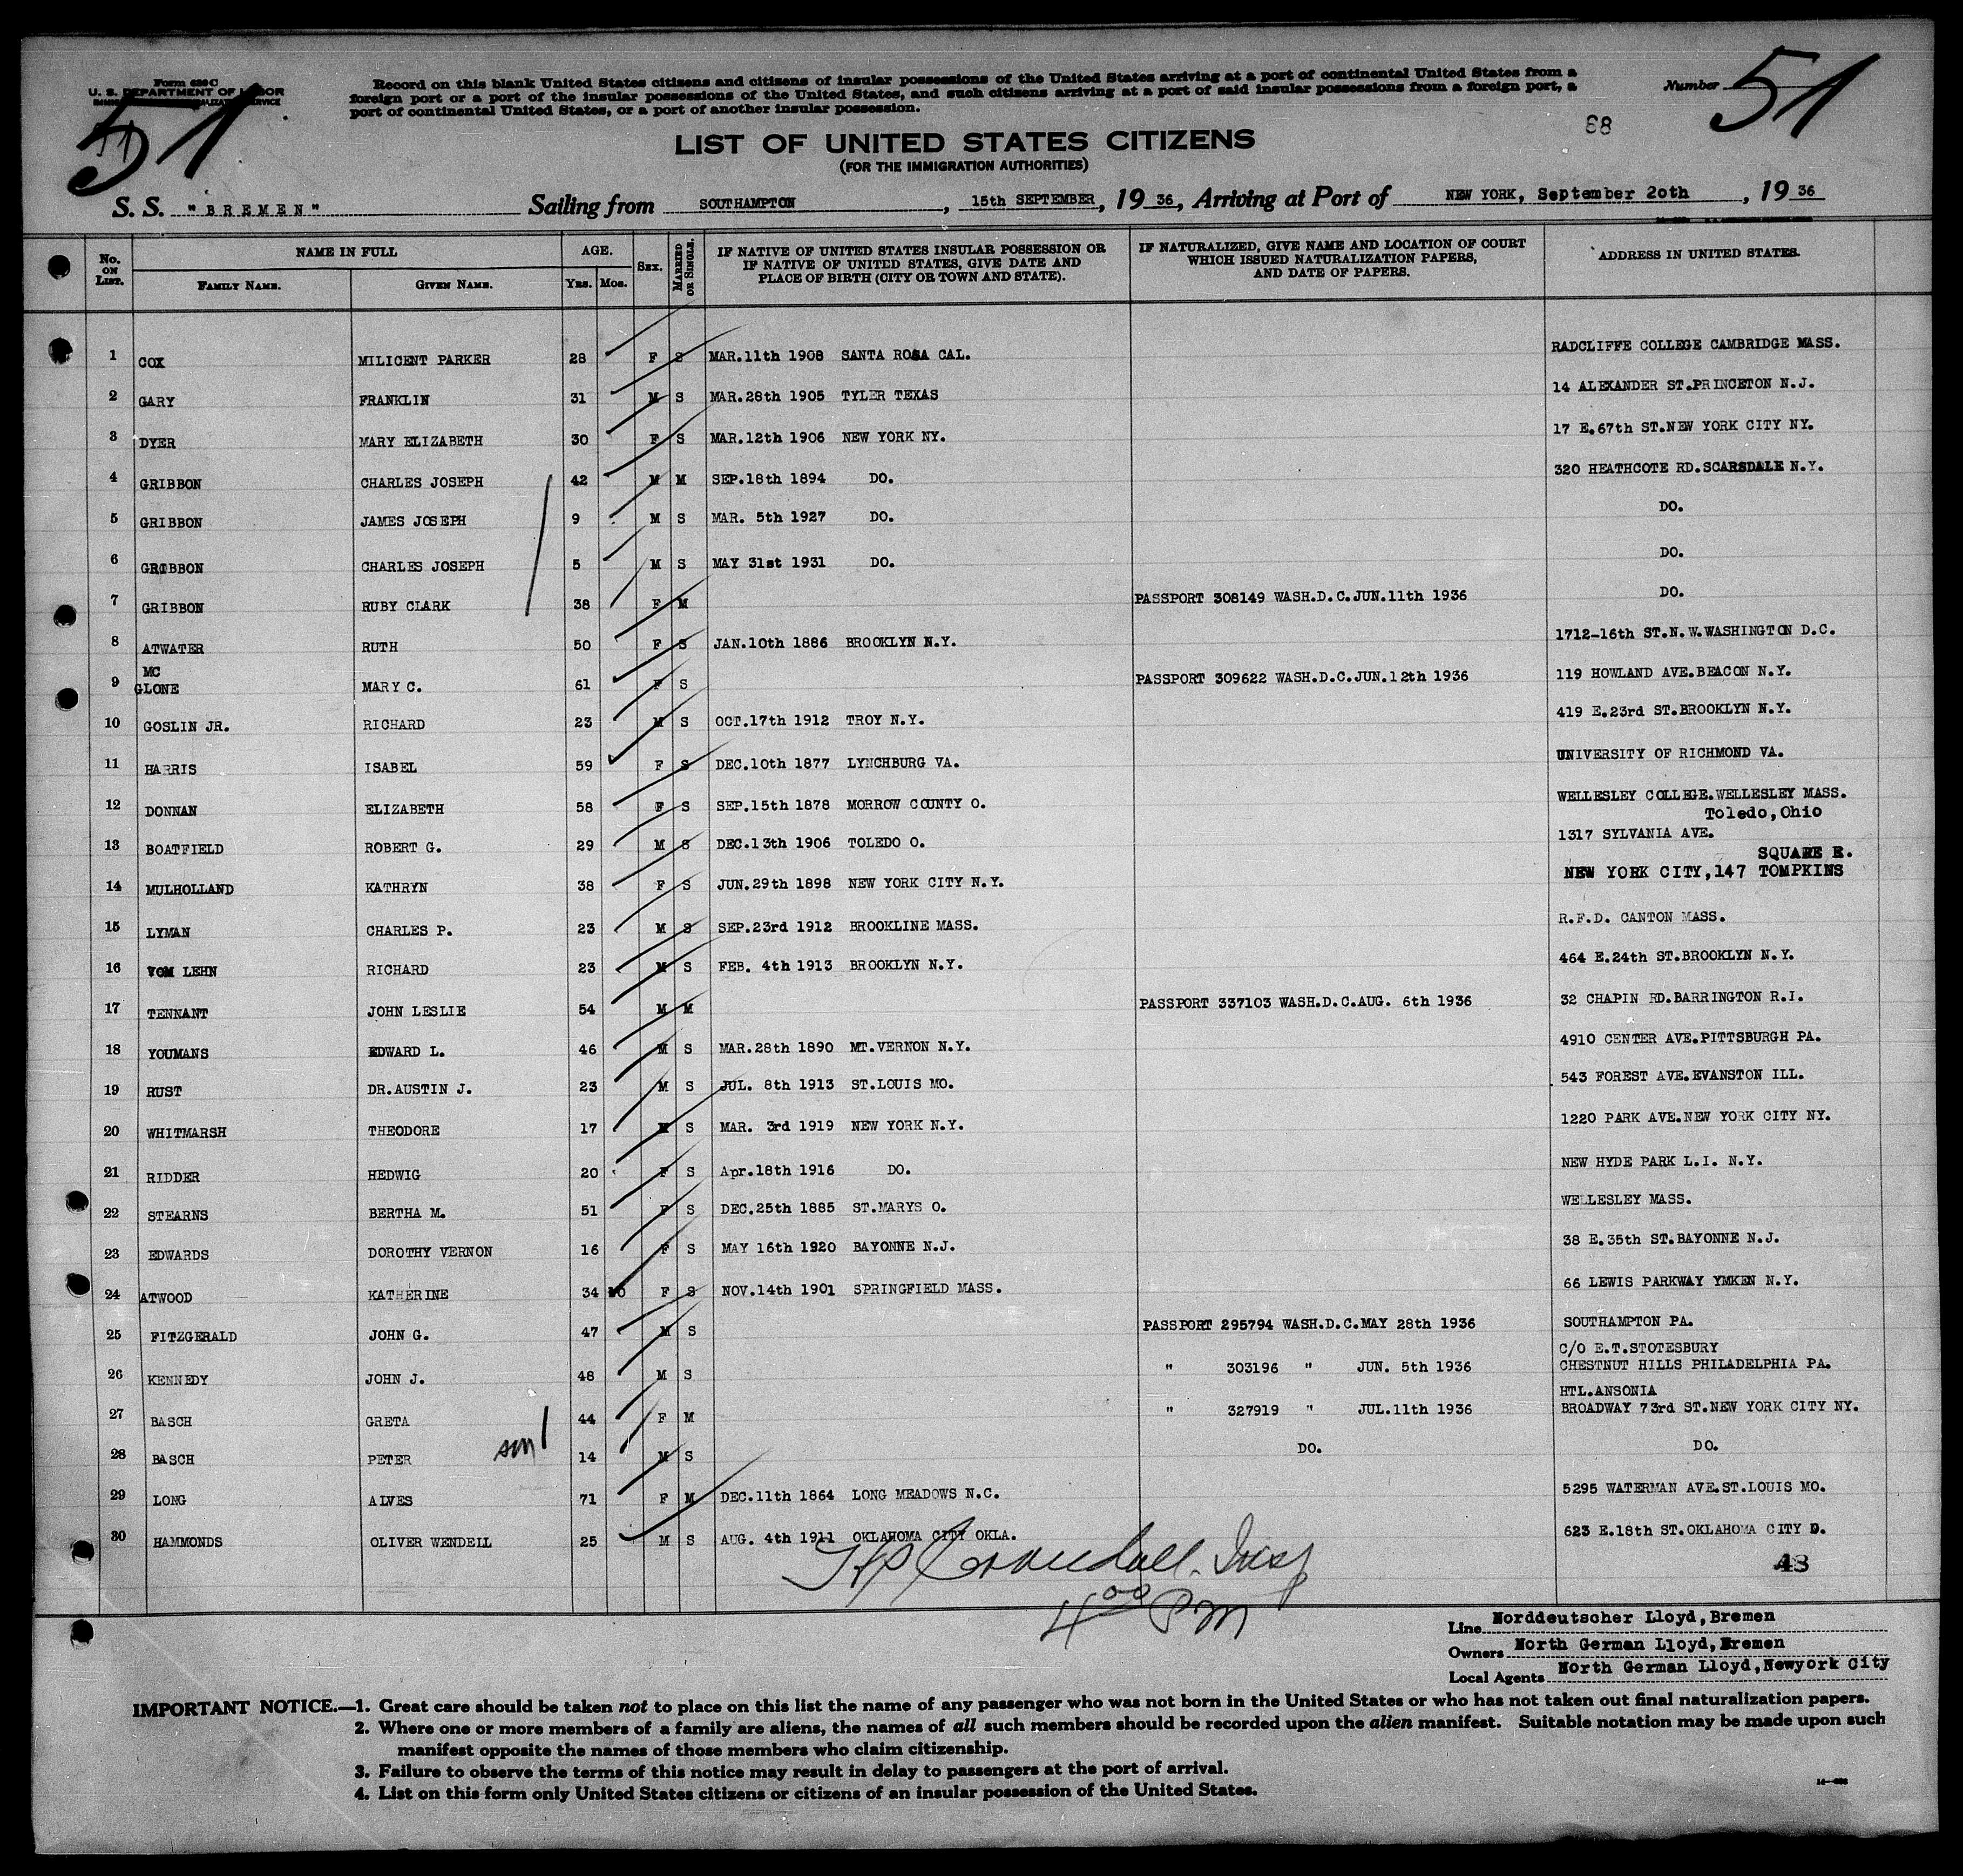 Form 630 C
U. S. DEPARTMENT OF LABOR
51
Record on this blank United States citizens and citizens of insular possessions of the United States arriving at a port of continental United States from a
foreign port or a port of the insular possessions of the United States, and such citizens arriving at a port of said insular possessions from a foreign port, a
port of continental United States, or a port of another insular possession.
Number 51
88
LIST OF UNITED STATES CITIZENS
(FOR THE IMMIGRATION AUTHORITIES)
S. S. "BREMEN" Sailing from SOUTHAMPTON, 15th SEPTEMBER, 19 36, Arriving at Port of NEW YORK, September 20th, 19 36
No. ON LIST. NAME IN FULL FAMILY NAME. GIVEN NAME. AGE. YRS. MOS. SEX. MARRIED OR SINGLE. IF NATIVE OF UNITED STATES INSULAR POSSESSION OR IF NATIVE OF UNITED STATES, GIVE DATE AND PLACE OF BIRTH (CITY OR TOWN AND STATE). IF NATURALIZED, GIVE NAME AND LOCATION OF COURT WHICH ISSUED NATURALIZATION PAPERS, AND DATE OF PAPERS. ADDRESS IN UNITED STATES.
1 COX MILICENT PARKER 28 F S MAR.11th 1908 SANTA ROSA CAL. RADCLIFFE COLLEGE CAMBRIDGE MASS.
2 GARY FRANKLIN 31 M S MAR.28th 1905 TYLER TEXAS 14 ALEXANDER ST.PRINCETON N.J.
3 DYER MARY ELIZABETH 30 F S MAR.12th 1906 NEW YORK NY. 17 E.67th ST.NEW YORK CITY NY.
4 GRIBBON CHARLES JOSEPH 42 M M SEP.18th 1894 DO. 320 HEATHCOTE RD.SCARSDALE N.Y.
5 GRIBBON JAMES JOSEPH 9 M S MAR. 5th 1927 DO. DO.
6 GRIBBON CHARLES JOSEPH 5 M S MAY 31st 1931 DO. DO.
7 GRIBBON RUBY CLARK 38 F M PASSPORT 308149 WASH.D.C.JUN.11th 1936 DO.
8 ATWATER RUTH 50 F S JAN.10th 1886 BROOKLYN N.Y. 1712-16th ST.N.W.WASHINGTON D.C.
9 MC GLONE MARY C. 61 F S PASSPORT 309622 WASH.D.C.JUN.12th 1936 119 HOWLAND AVE.BEACON N.Y.
10 GOSLIN JR. RICHARD 23 M S OCT.17th 1912 TROY N.Y. 419 E.23rd ST.BROOKLYN N.Y.
11 HARRIS ISABEL 59 F S DEC.10th 1877 LYNCHBURG VA. UNIVERSITY OF RICHMOND VA.
12 DONNAN ELIZABETH 58 F S SEP.15th 1878 MORROW COUNTY O. WELLESLEY COLLEGE.WELLESLEY MASS.
Toledo,Ohio
13 BOATFIELD ROBERT G. 29 M S DEC.13th 1906 TOLEDO O. 1317 SYLVANIA AVE.
SQUARE E.
14 MULHOLLAND KATHRYN 38 F S JUN.29th 1898 NEW YORK CITY N.Y. NEW YORK CITY,147 TOMPKINS
15 LYMAN CHARLES P. 23 M S SEP.23rd 1912 BROOKLINE MASS. R.F.D. CANTON MASS.
16 VOM LEHN RICHARD 23 M S FEB. 4th 1913 BROOKLYN N.Y. 464 E.24th ST.BROOKLYN N.Y.
17 TENNANT JOHN LESLIE 54 M M PASSPORT 337103 WASH.D.C.AUG. 6th 1936 32 CHAPIN RD.BARRINGTON R.I.
18 YOUMANS EDWARD L. 46 M S MAR.28th 1890 MT.VERNON N.Y. 4910 CENTER AVE.PITTSBURGH PA.
19 RUST DR.AUSTIN J. 23 M S JUL. 8th 1913 ST.LOUIS MO. 543 FOREST AVE.EVANSTON ILL.
20 WHITMARSH THEODORE 17 M S MAR. 3rd 1919 NEW YORK N.Y. 1220 PARK AVE.NEW YORK CITY NY.
21 RIDDER HEDWIG 20 F S Apr.18th 1916 DO. NEW HYDE PARK L.I. N.Y.
22 STEARNS BERTHA M. 51 F S DEC.25th 1885 ST.MARYS O. WELLESLEY MASS.
23 EDWARDS DOROTHY VERNON 16 F S MAY 16th 1920 BAYONNE N.J. 38 E.35th ST.BAYONNE N.J.
24 ATWOOD KATHERINE 34 10 F S NOV.14th 1901 SPRINGFIELD MASS. 66 LEWIS PARKWAY YMKEN N.Y.
25 FITZGERALD JOHN G. 47 M S PASSPORT 295794 WASH.D.C.MAY 28th 1936 SOUTHAMPTON PA.
C/O E.T.STOTESBURY
26 KENNEDY JOHN J. 48 M S " 303196 " JUN. 5th 1936 CHESTNUT HILLS PHILADELPHIA PA.
HTL.ANSONIA
27 BASCH GRETA 44 F M " 327919 " JUL.11th 1936 BROADWAY 73rd ST.NEW YORK CITY NY.
28 BASCH PETER son 14 M S DO. DO.
29 LONG ALVES 71 F M DEC.11th 1864 LONG MEADOWS N.C. 5295 WATERMAN AVE.ST.LOUIS MO.
30 HAMMONDS OLIVER WENDELL 25 M S AUG. 4th 1911 OKLAHOMA CITY OKLA. 623 E.18th ST.OKLAHOMA CITY O.
Crandall. Insp
43
4 00 PM
Line Norddeutscher Lloyd,Bremen
Owners North German Lloyd,Bremen
Local Agents North German Lloyd,Newyork City
IMPORTANT NOTICE.—1. Great care should be taken not to place on this list the name of any passenger who was not born in the United States or who has not taken out final naturalization papers.
2. Where one or more members of a family are aliens, the names of all such members should be recorded upon the alien manifest. Suitable notation may be made upon such
manifest opposite the names of those members who claim citizenship.
3. Failure to observe the terms of this notice may result in delay to passengers at the port of arrival.
4. List on this form only United States citizens or citizens of an insular possession of the United States.